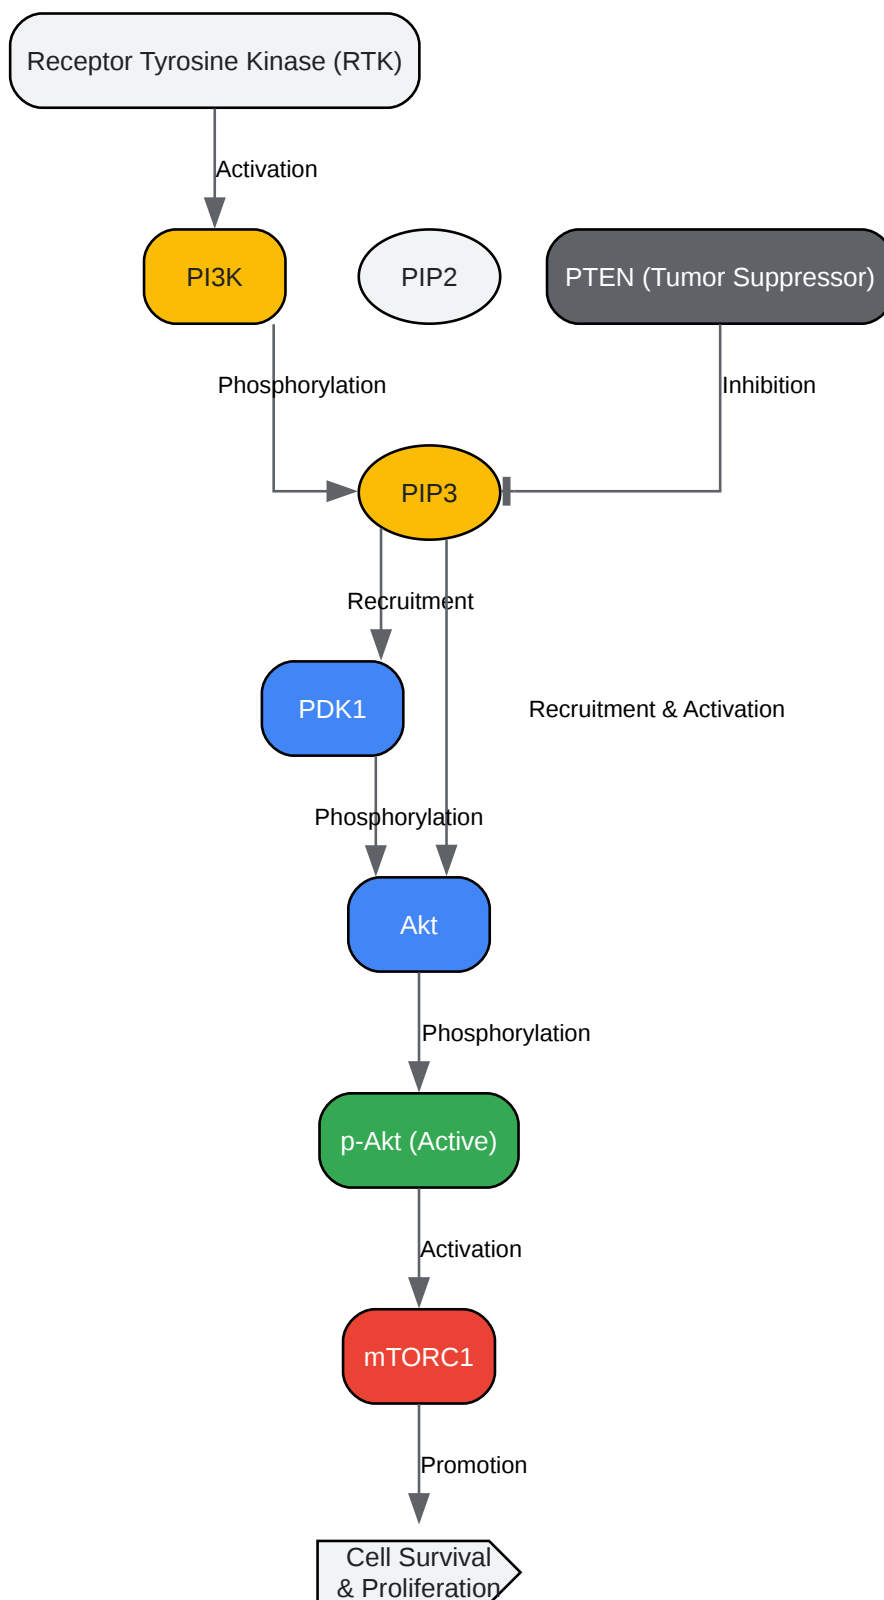 Receptor Tyrosine Kinase (RTK)
Activation
PI3K
PIP2
PTEN (Tumor Suppressor)
Phosphorylation
Inhibition
PIP3
Recruitment
PDK1
Recruitment & Activation
Phosphorylation
Akt
Phosphorylation
p-Akt (Active)
Activation
mTORC1
Promotion
Cell Survival
& Proliferation